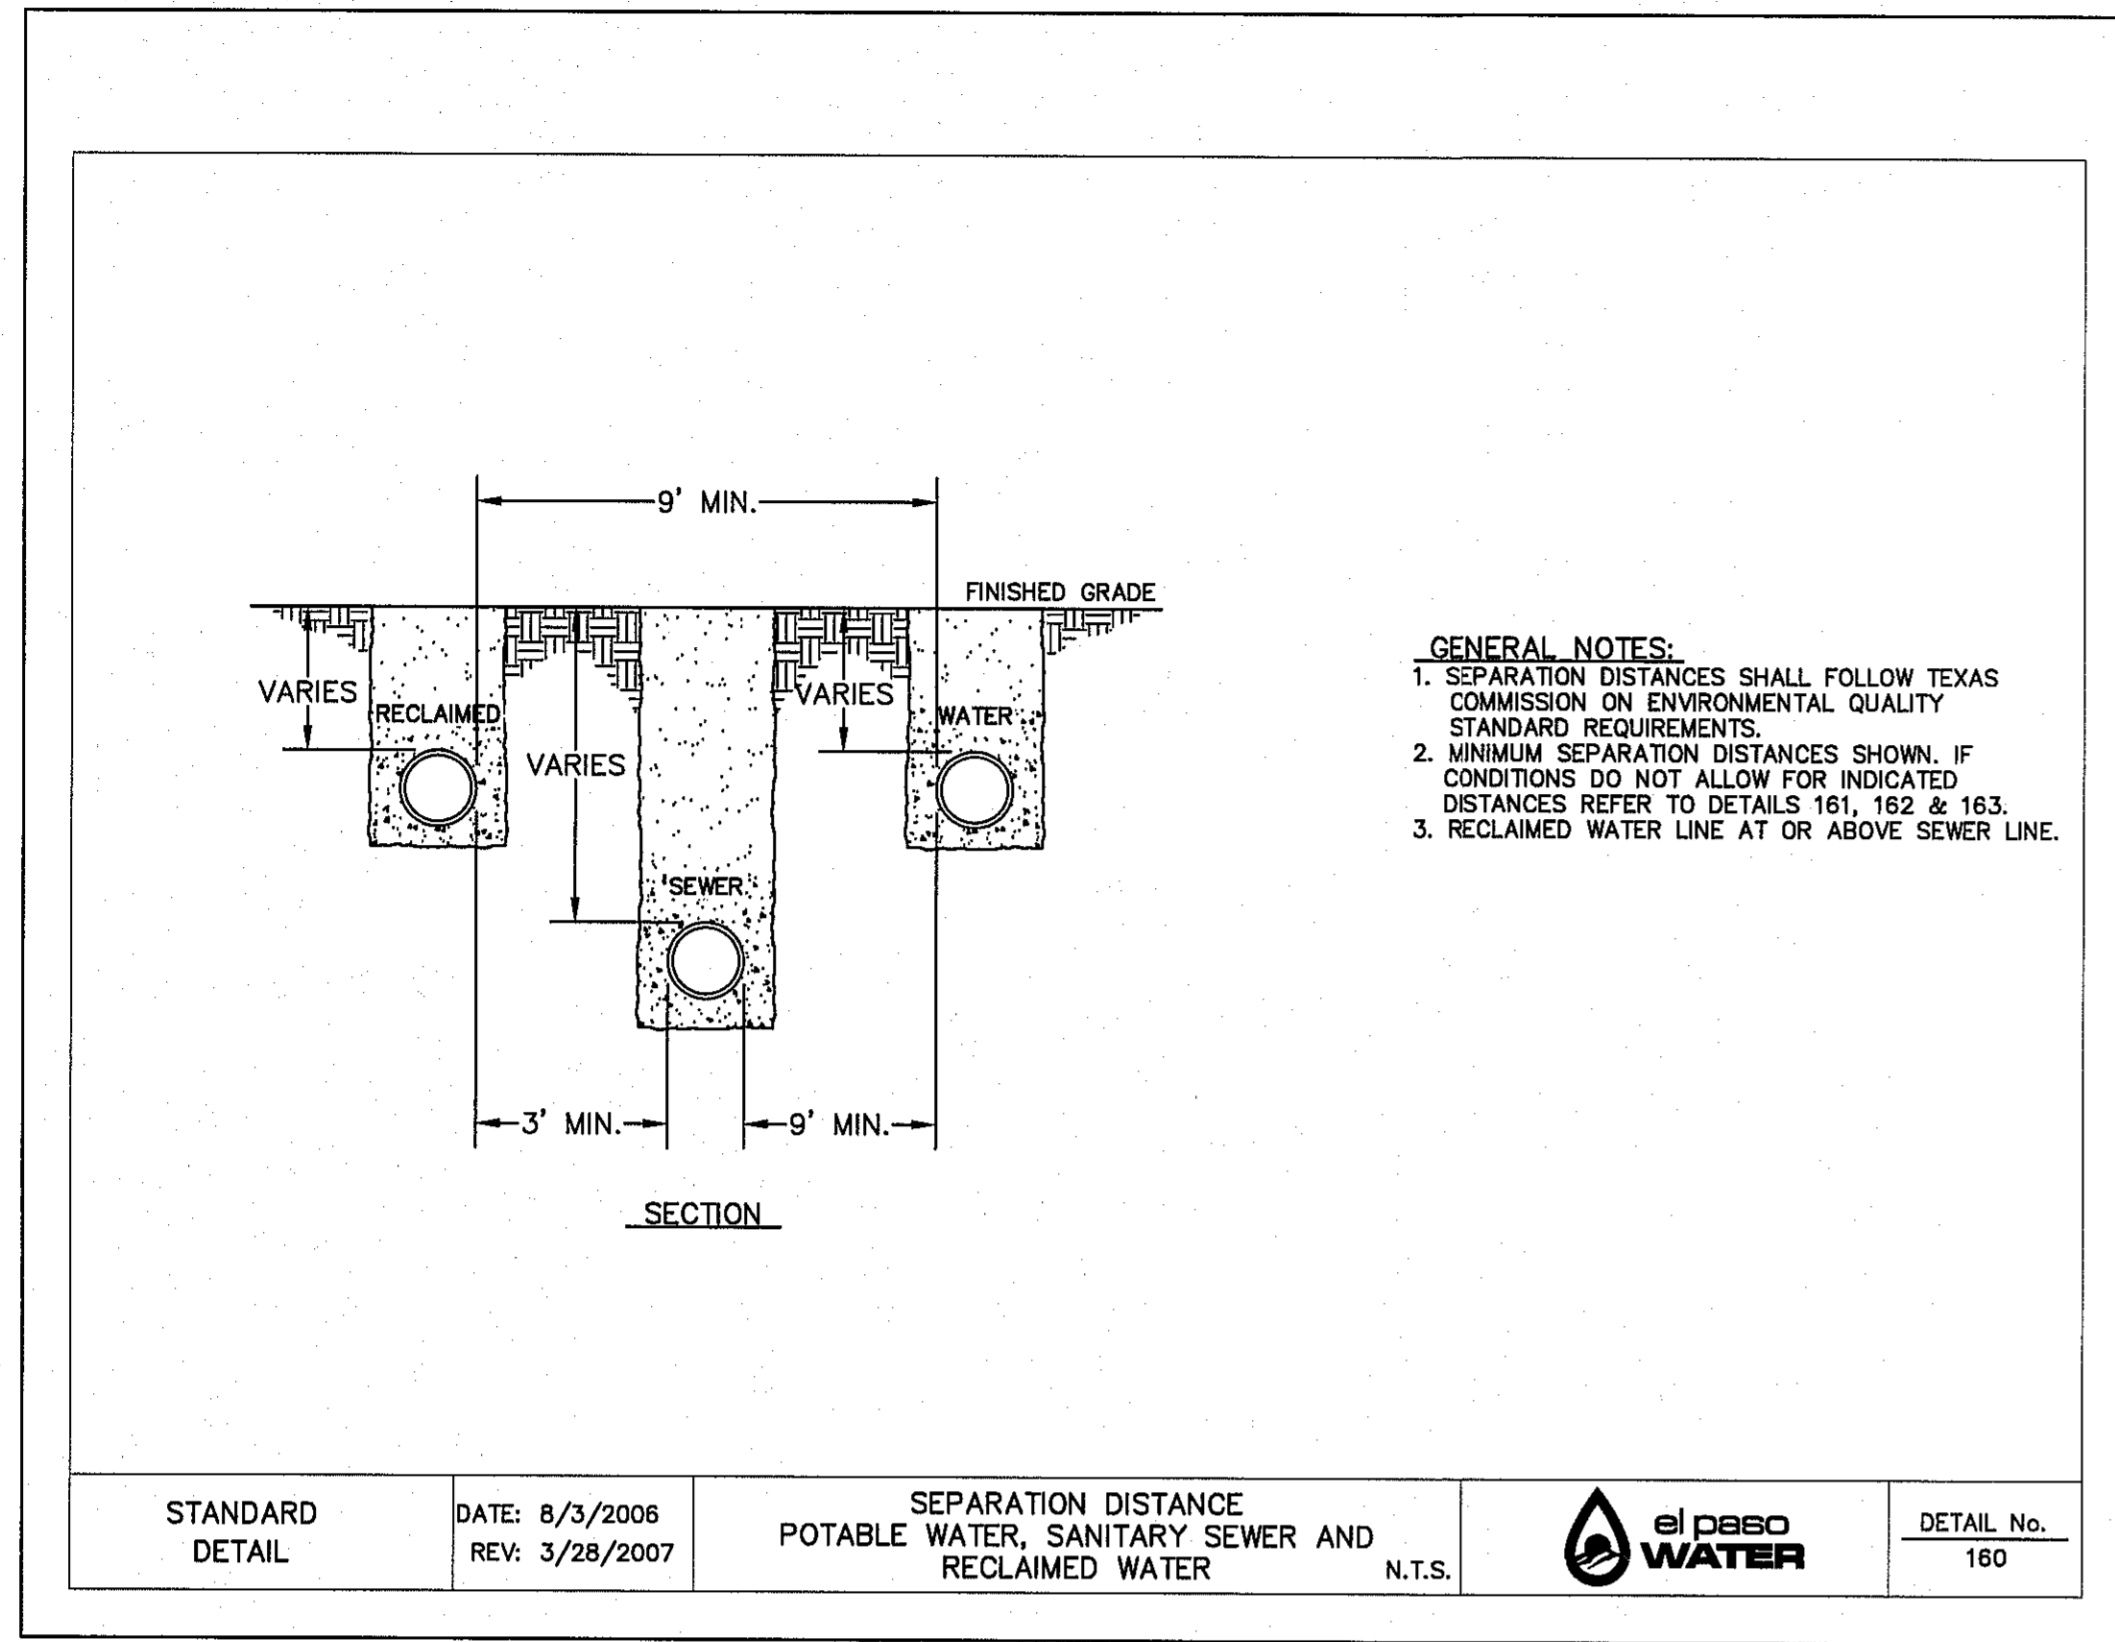 9' MIN.
FINISHED GRADE
VARIES
RECLAIMED
VARIES
VARIES
WATER
SEWER
3' MIN.
9' MIN.
SECTION
GENERAL NOTES:
1. SEPARATION DISTANCES SHALL FOLLOW TEXAS
COMMISSION ON ENVIRONMENTAL QUALITY
STANDARD REQUIREMENTS.
2. MINIMUM SEPARATION DISTANCES SHOWN. IF
CONDITIONS DO NOT ALLOW FOR INDICATED
DISTANCES REFER TO DETAILS 161, 162 & 163.
3. RECLAIMED WATER LINE AT OR ABOVE SEWER LINE.
STANDARD
DETAIL
DATE: 8/3/2006
REV: 3/28/2007
SEPARATION DISTANCE
POTABLE WATER, SANITARY SEWER AND
RECLAIMED WATER
N.T.S.
el paso
WATER
DETAIL No.
160